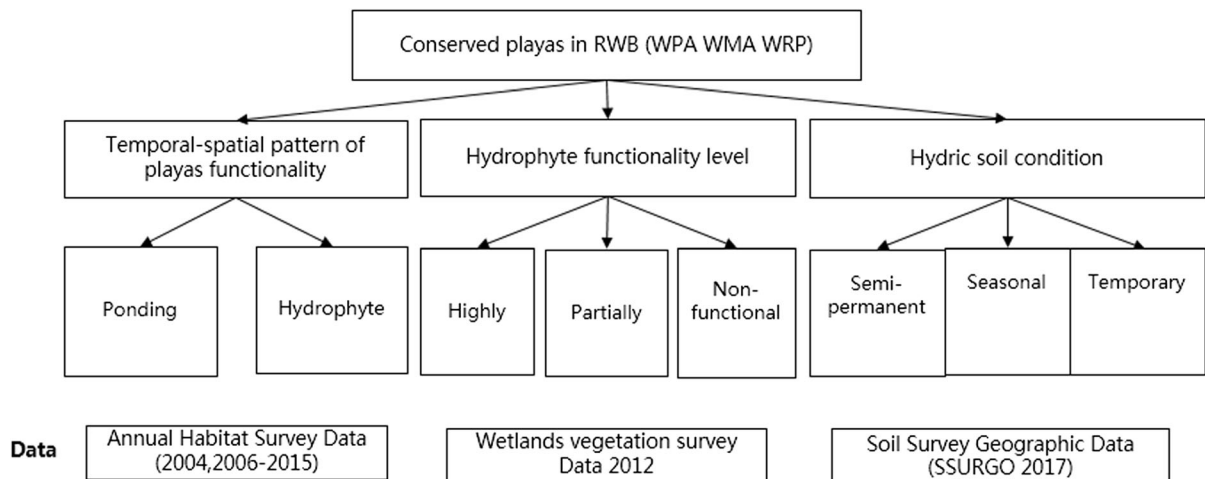 Conserved playas in RWB (WPA WMA WRP)
Temporal-spatial pattern of
playas functionality
Hydrophyte functionality level
Hydric soil condition
Ponding
Hydrophyte
Highly
Partially
Non-
functional
Semi-
permanent
Seasonal
Temporary
Data
Annual Habitat Survey Data
(2004,2006-2015)
Wetlands vegetation survey
Data 2012
Soil Survey Geographic Data
(SSURGO 2017)